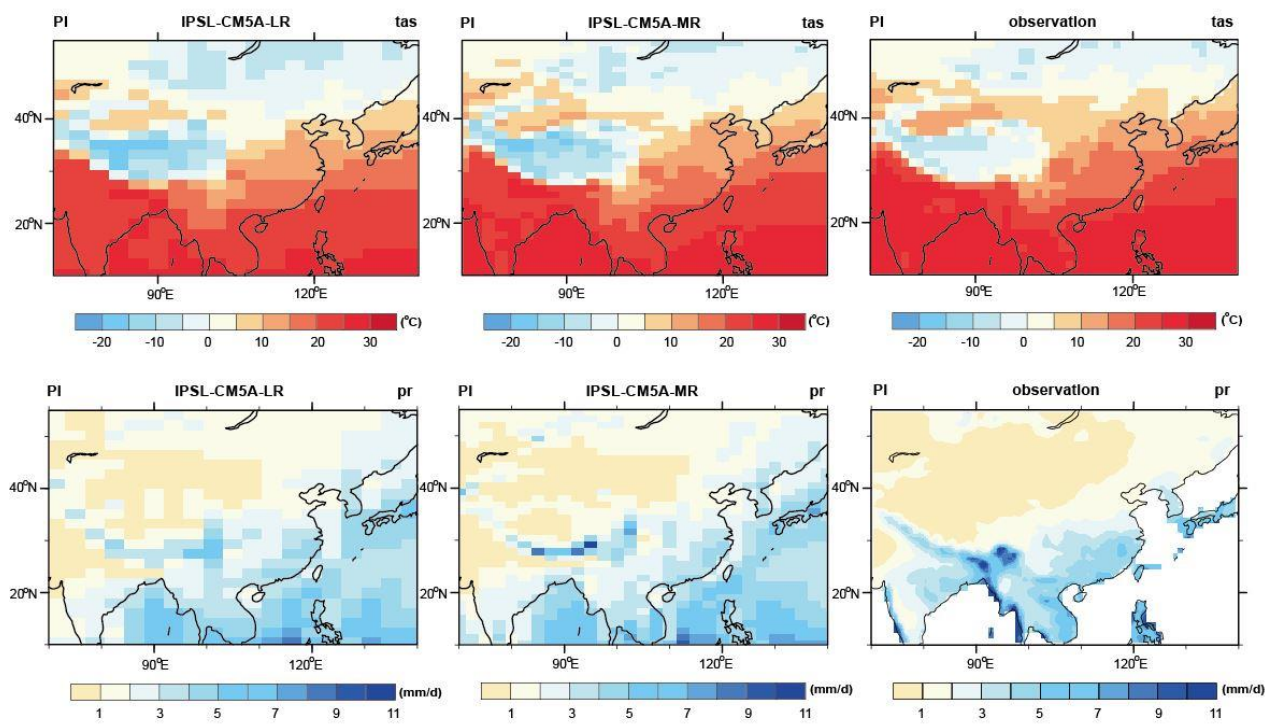 PI IPSL-CM5A-LR tas PI IPSL-CM5A-MR tas PI observation tas
40°N 40°N 40°N
20°N 20°N 20°N
90°E 120°E 90°E 120°E 90°E 120°E
(°C) (°C) (°C)
-20 -10 0 10 20 30 -20 -10 0 10 20 30 -20 -10 0 10 20 30
PI IPSL-CM5A-LR pr PI IPSL-CM5A-MR pr PI observation pr
40°N 40°N 40°N
20°N 20°N 20°N
90°E 120°E 90°E 120°E 90°E 120°E
(mm/d) (mm/d) (mm/d)
1 3 5 7 9 11 1 3 5 7 9 11 1 3 5 7 9 11